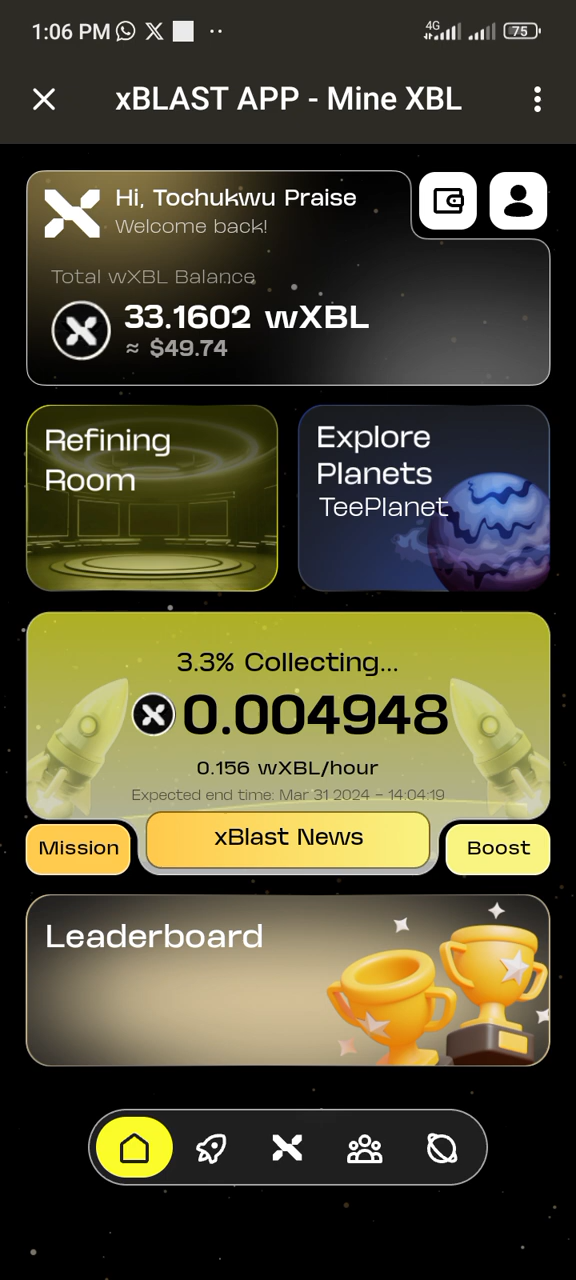 1:06 PM
4G
75
xBLAST APP - Mine XBL
Hi, Tochukwu Praise
Welcome back!
Total wXBL Balance
33.1602 wXBL
≈ $49.74
Refining
Room
Explore
Planets
TeePlanet
3.3% Collecting...
0.004948
0.156 wXBL/hour
Expected end time: Mar 31 2024 - 14:04:19
Mission
xBlast News
Boost
Leaderboard